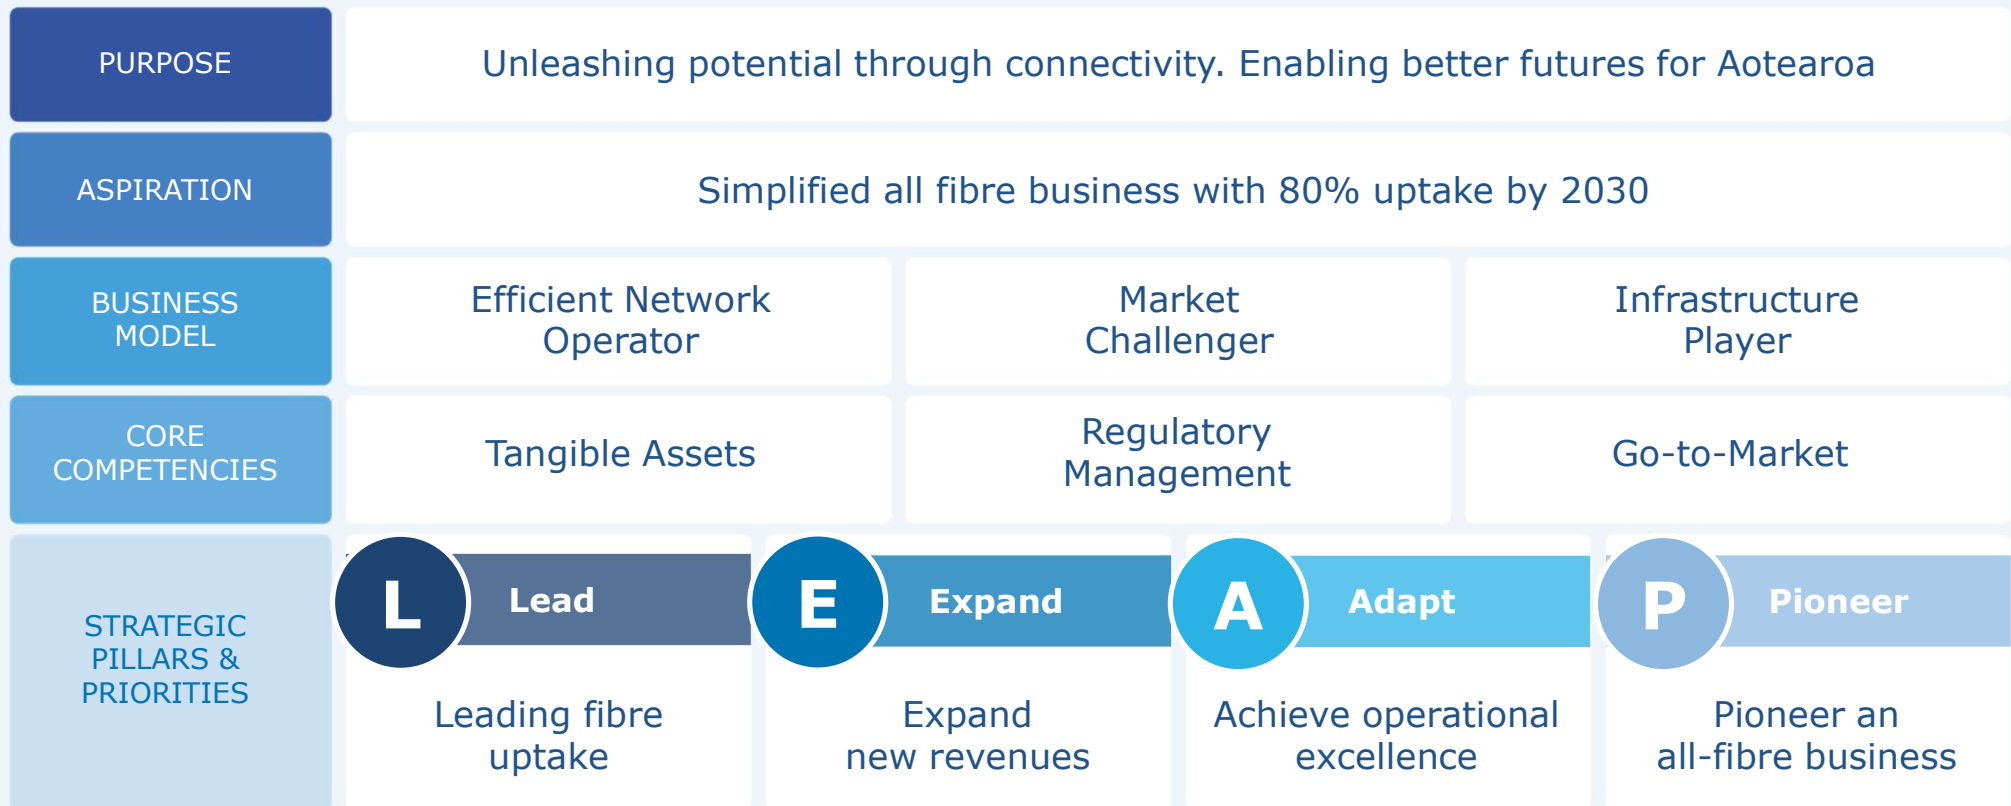 PURPOSE
Unleashing potential through connectivity. Enabling better futures for Aotearoa
ASPIRATION
Simplified all fibre business with 80% uptake by 2030
BUSINESS
MODEL
Efficient Network
Operator
Market
Challenger
Infrastructure
Player
CORE
COMPETENCIES
Tangible Assets
Regulatory
Management
Go-to-Market
STRATEGIC
PILLARS &
PRIORITIES
L Lead
Leading fibre
uptake
E Expand
Expand
new revenues
A Adapt
Achieve operational
excellence
P Pioneer
Pioneer an
all-fibre business